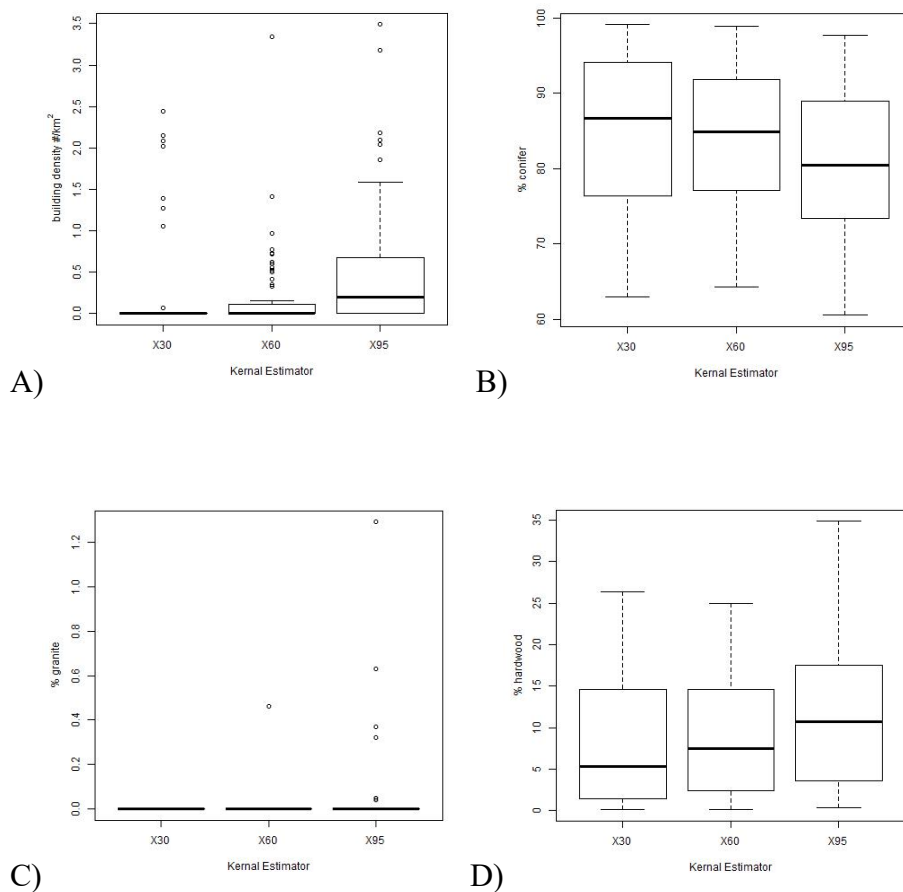 building density #/km²
3.5
3.0
2.5
2.0
1.5
1.0
0.5
0.0
X30 X60 X95
Kernal Estimator
A)
% conifer
100
90
80
70
60
X30 X60 X95
Kernal Estimator
B)
% granite
1.2
1.0
0.8
0.6
0.4
0.2
0.0
X30 X60 X95
Kernal Estimator
C)
% hardwood
35
30
25
20
15
10
5
0
X30 X60 X95
Kernal Estimator
D)